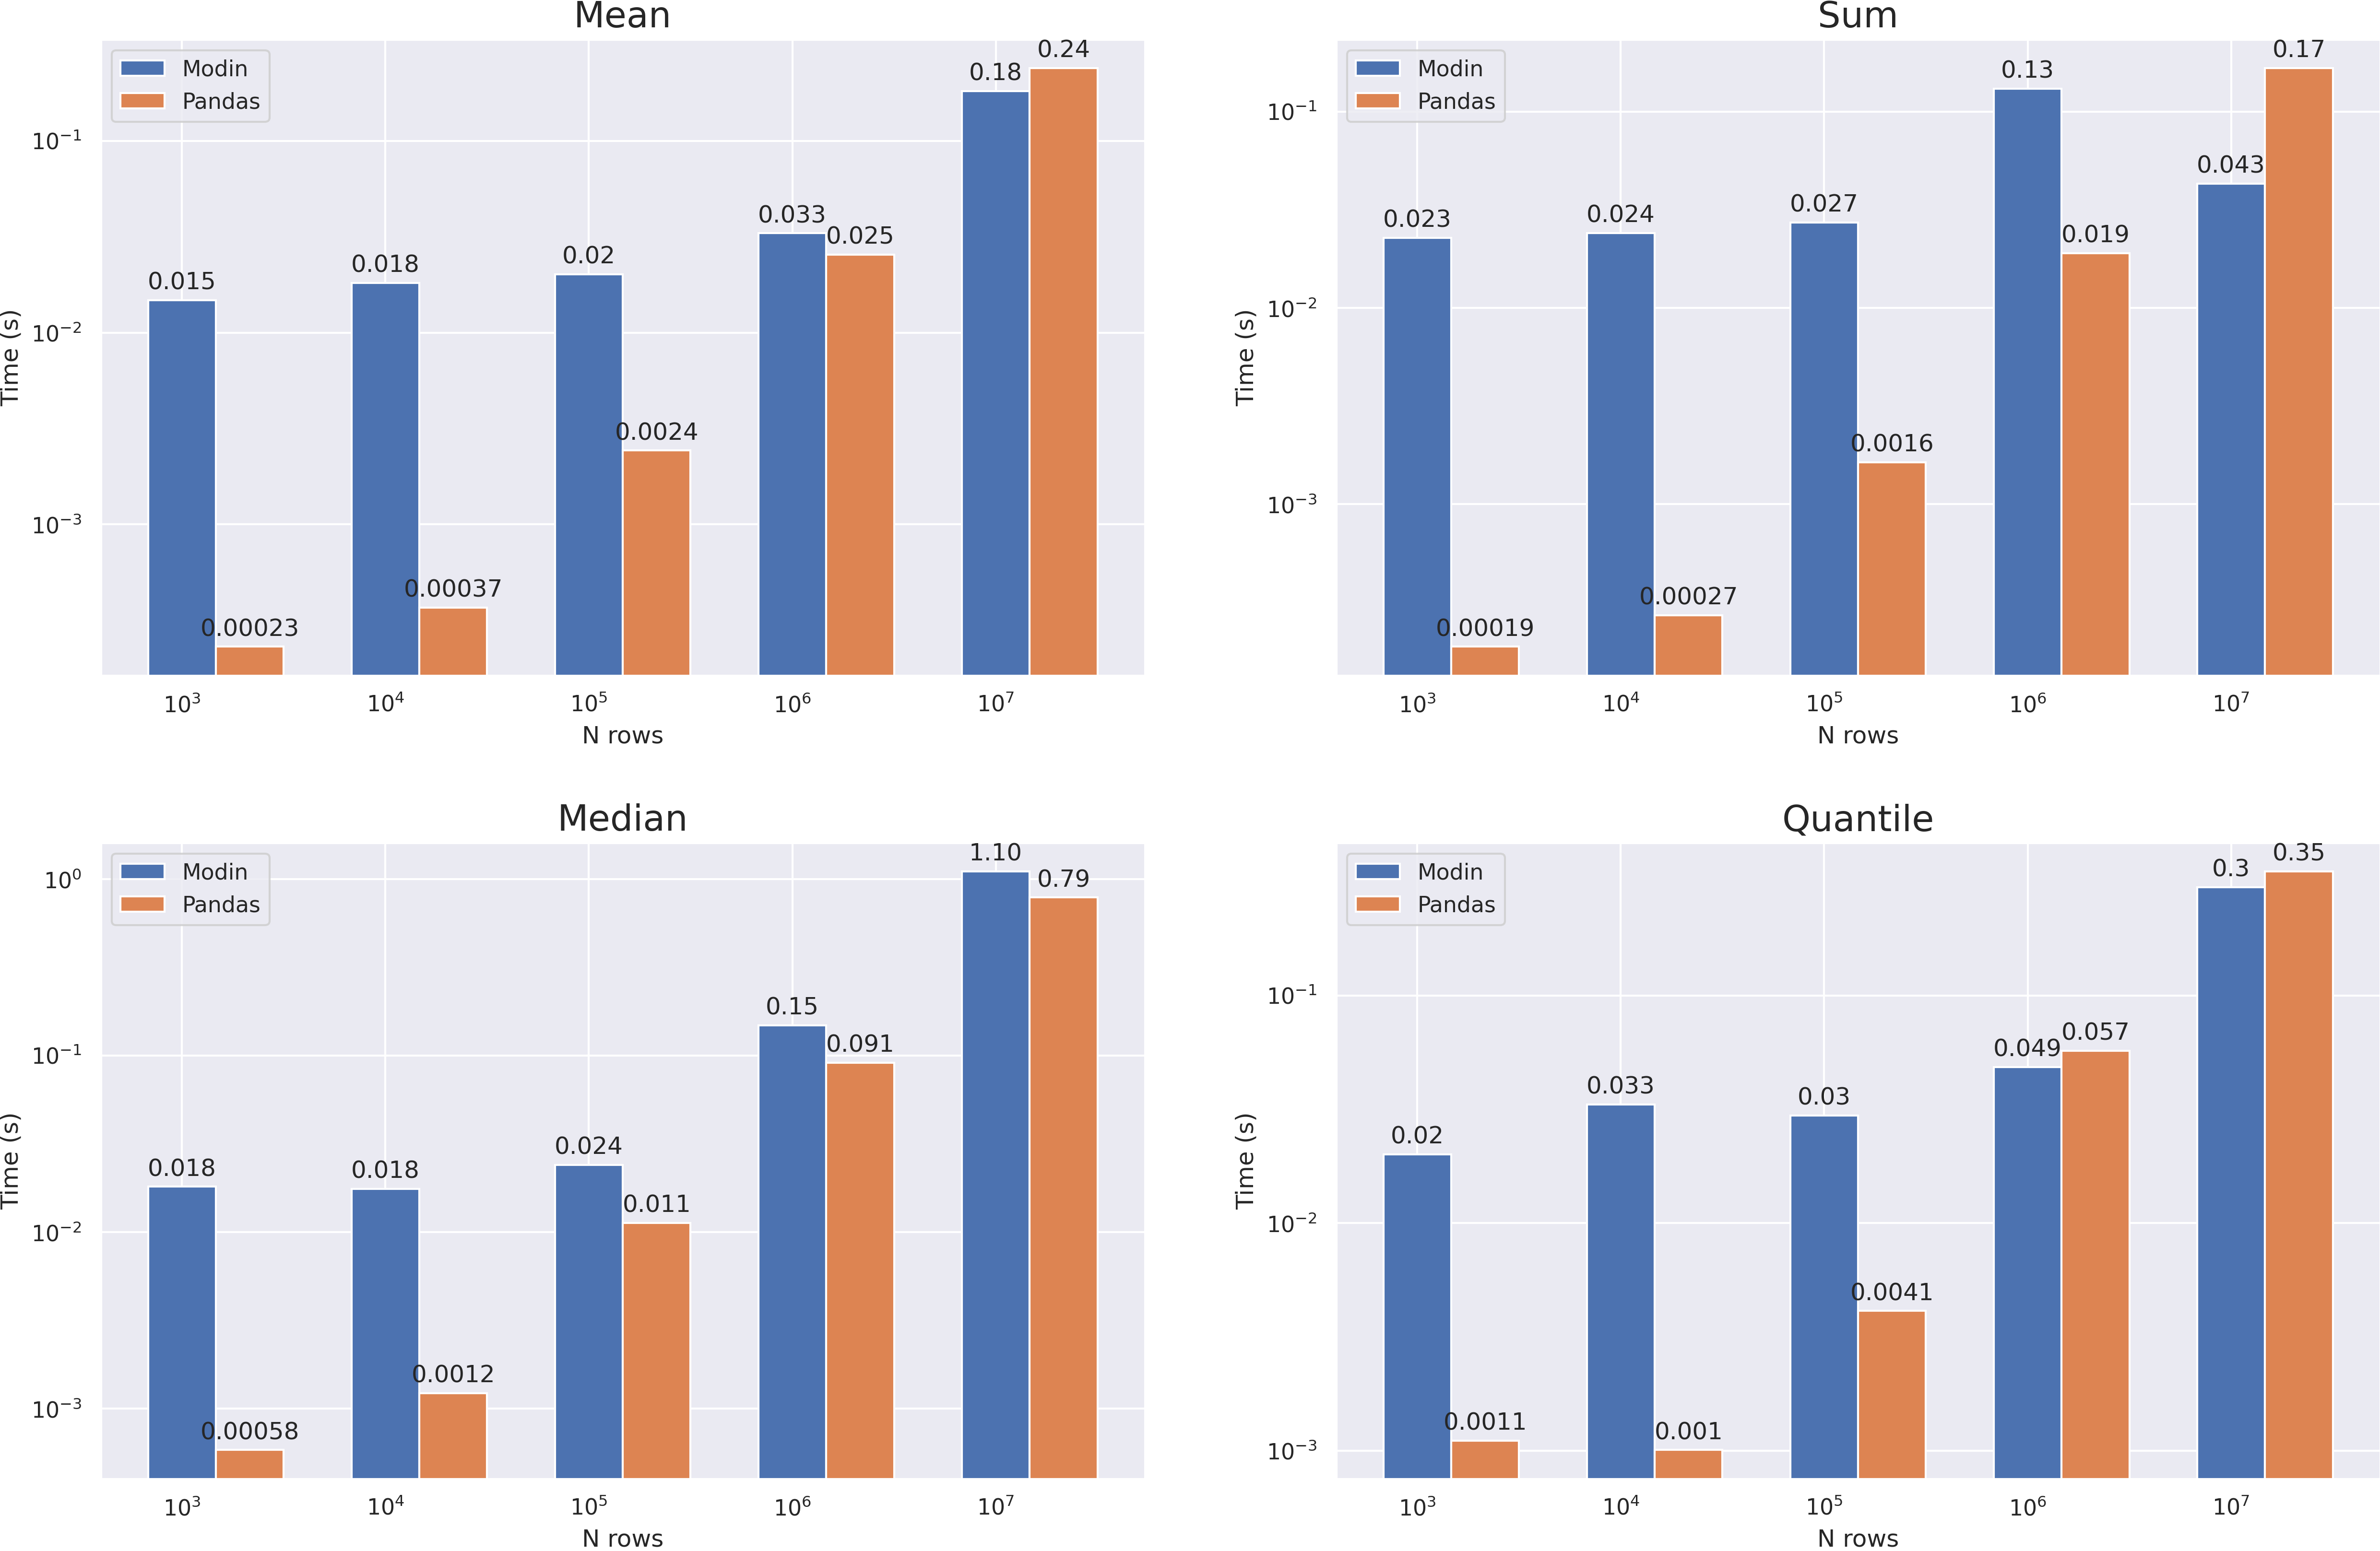 Mean
Modin
Pandas
0.015
0.018
0.02
0.033
0.18
0.00023
0.00037
0.0024
0.025
0.24
10⁻¹
10⁻²
10⁻³
Time (s)
10³ 10⁴ 10⁵ 10⁶ 10⁷
N rows
Sum
Modin
Pandas
0.023
0.024
0.027
0.13
0.043
0.00019
0.00027
0.0016
0.019
0.17
10⁻¹
10⁻²
10⁻³
Time (s)
10³ 10⁴ 10⁵ 10⁶ 10⁷
N rows
Median
Modin
Pandas
0.018
0.018
0.024
0.15
1.10
0.00058
0.0012
0.011
0.091
0.79
10⁰
10⁻¹
10⁻²
10⁻³
Time (s)
10³ 10⁴ 10⁵ 10⁶ 10⁷
N rows
Quantile
Modin
Pandas
0.02
0.033
0.03
0.049
0.3
0.0011
0.001
0.0041
0.057
0.35
10⁻¹
10⁻²
10⁻³
Time (s)
10³ 10⁴ 10⁵ 10⁶ 10⁷
N rows